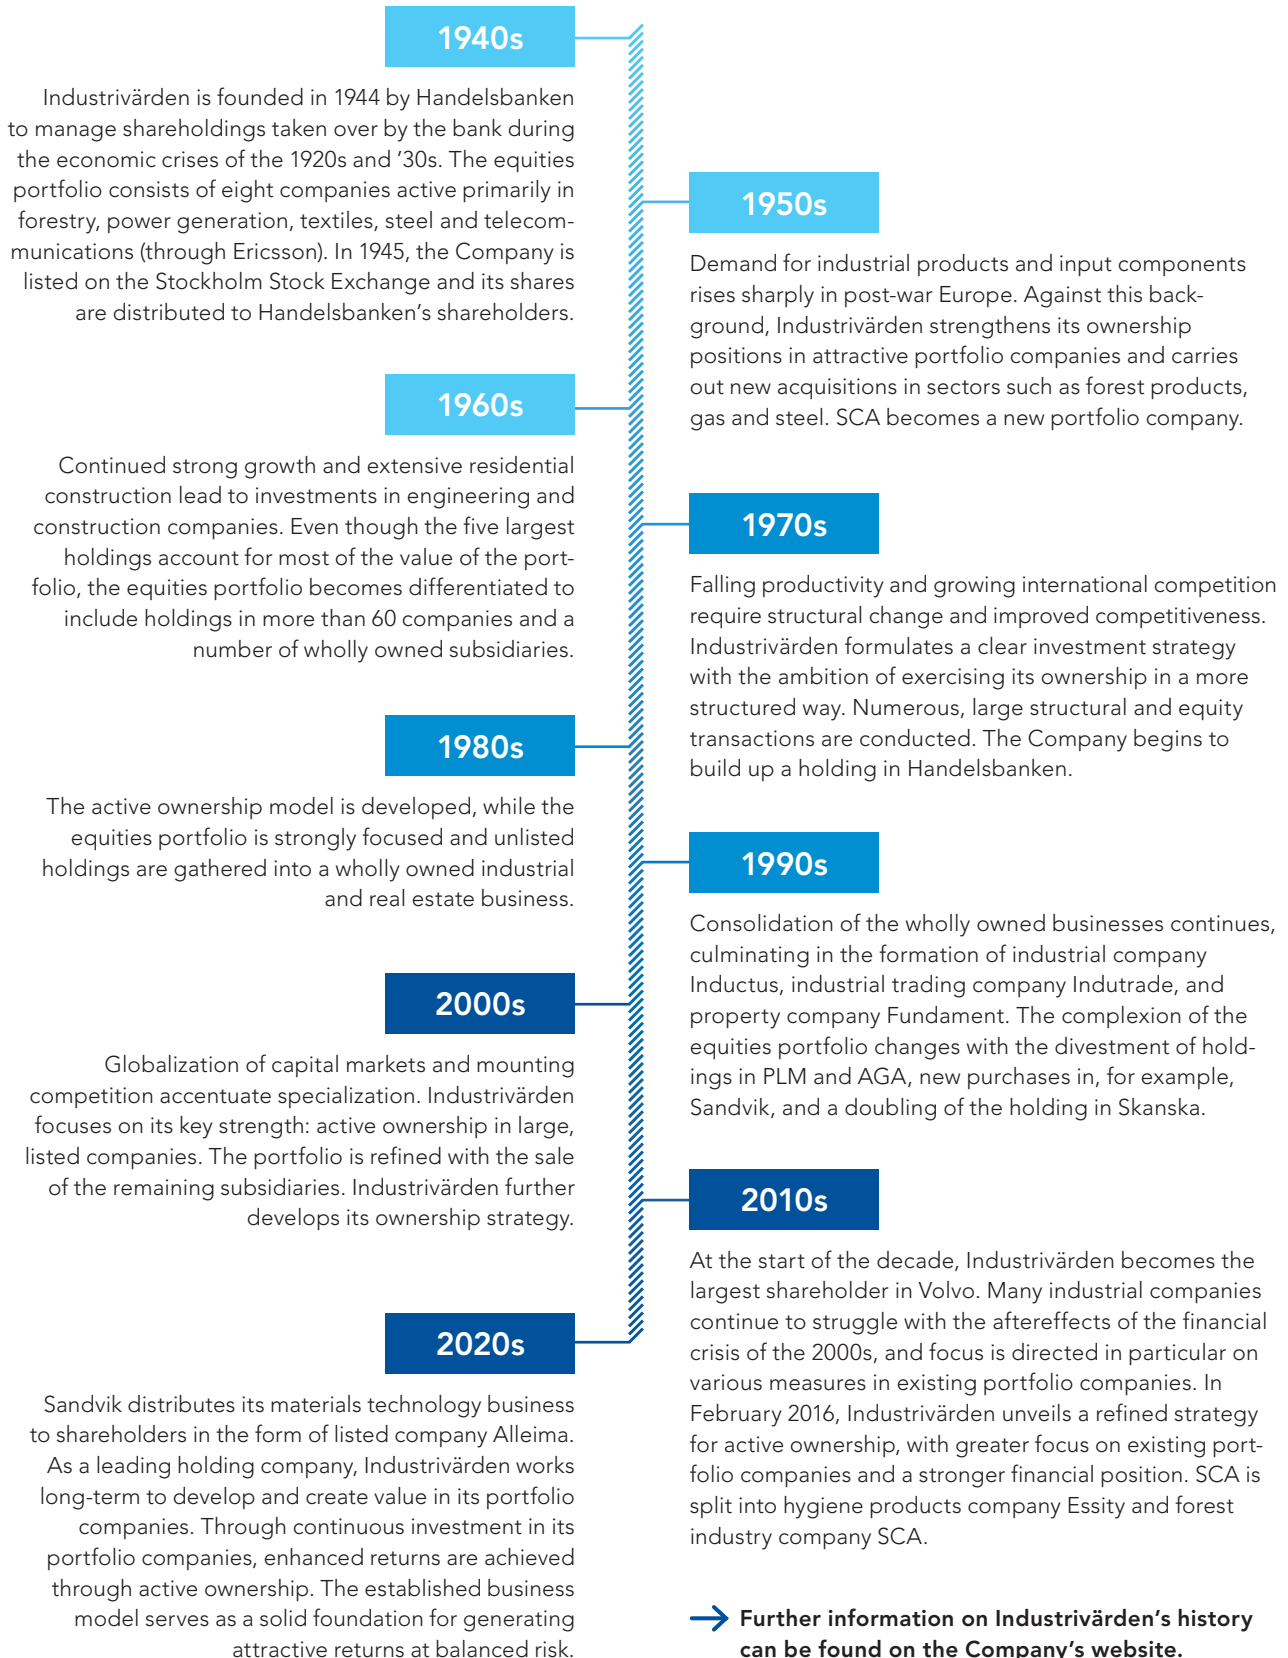 1940s
Industrivärden is founded in 1944 by Handelsbanken
to manage shareholdings taken over by the bank during
the economic crises of the 1920s and ’30s. The equities
portfolio consists of eight companies active primarily in
forestry, power generation, textiles, steel and telecom-
munications (through Ericsson). In 1945, the Company is
listed on the Stockholm Stock Exchange and its shares
are distributed to Handelsbanken’s shareholders.
1950s
Demand for industrial products and input components
rises sharply in post-war Europe. Against this back-
ground, Industrivärden strengthens its ownership
positions in attractive portfolio companies and carries
out new acquisitions in sectors such as forest products,
gas and steel. SCA becomes a new portfolio company.
1960s
Continued strong growth and extensive residential
construction lead to investments in engineering and
construction companies. Even though the five largest
holdings account for most of the value of the port-
folio, the equities portfolio becomes differentiated to
include holdings in more than 60 companies and a
number of wholly owned subsidiaries.
1970s
Falling productivity and growing international competition
require structural change and improved competitiveness.
Industrivärden formulates a clear investment strategy
with the ambition of exercising its ownership in a more
structured way. Numerous, large structural and equity
transactions are conducted. The Company begins to
build up a holding in Handelsbanken.
1980s
The active ownership model is developed, while the
equities portfolio is strongly focused and unlisted
holdings are gathered into a wholly owned industrial
and real estate business.
1990s
Consolidation of the wholly owned businesses continues,
culminating in the formation of industrial company
Inductus, industrial trading company Indutrade, and
property company Fundament. The complexion of the
equities portfolio changes with the divestment of hold-
ings in PLM and AGA, new purchases in, for example,
Sandvik, and a doubling of the holding in Skanska.
2000s
Globalization of capital markets and mounting
competition accentuate specialization. Industrivärden
focuses on its key strength: active ownership in large,
listed companies. The portfolio is refined with the sale
of the remaining subsidiaries. Industrivärden further
develops its ownership strategy.
2010s
At the start of the decade, Industrivärden becomes the
largest shareholder in Volvo. Many industrial companies
continue to struggle with the aftereffects of the financial
crisis of the 2000s, and focus is directed in particular on
various measures in existing portfolio companies. In
February 2016, Industrivärden unveils a refined strategy
for active ownership, with greater focus on existing port-
folio companies and a stronger financial position. SCA is
split into hygiene products company Essity and forest
industry company SCA.
2020s
Sandvik distributes its materials technology business
to shareholders in the form of listed company Alleima.
As a leading holding company, Industrivärden works
long-term to develop and create value in its portfolio
companies. Through continuous investment in its
portfolio companies, enhanced returns are achieved
through active ownership. The established business
model serves as a solid foundation for generating
attractive returns at balanced risk.
Further information on Industrivärden’s history
can be found on the Company’s website.